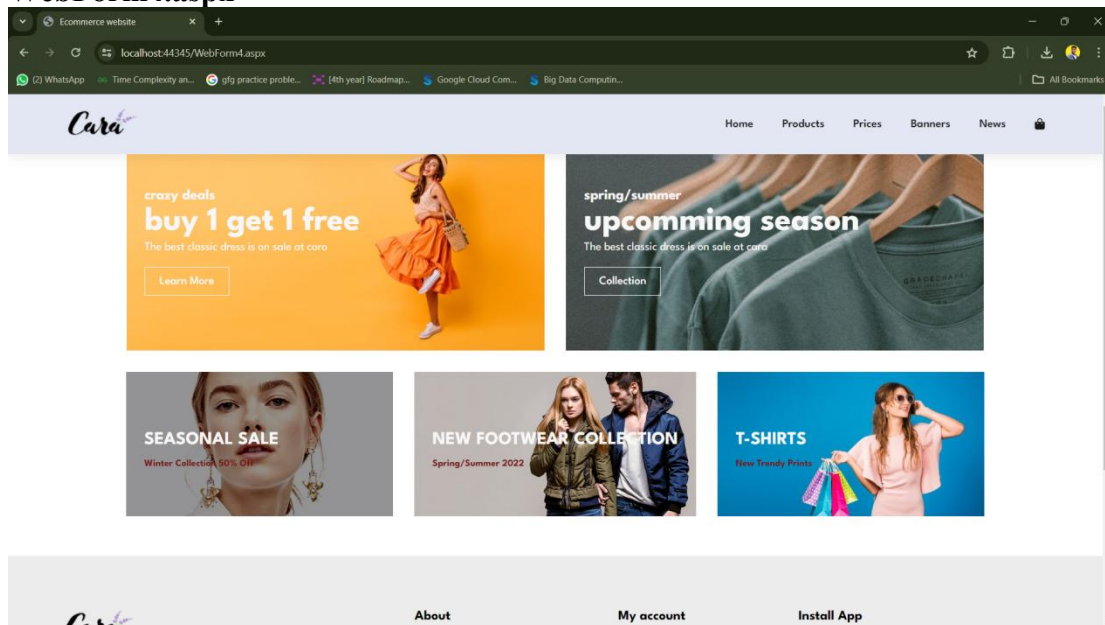 Ecommerce website
localhost:44345/WebForm4.aspx
(2) WhatsApp Time Complexity an... gfg practice proble... [4th year] Roadmap... Google Cloud Com... Big Data Computin... All Bookmarks
Cara Home Products Prices Banners News
crazy deals
buy 1 get 1 free
The best classic dress is on sale at coro
Learn More
spring/summer
upcomming season
The best classic dress is on sale at cara
Collection
SEASONAL SALE
Winter Collection 50% Off
NEW FOOTWEAR COLLECTION
Spring/Summer 2022
T-SHIRTS
New Trendy Prints
Cara About My account Install App